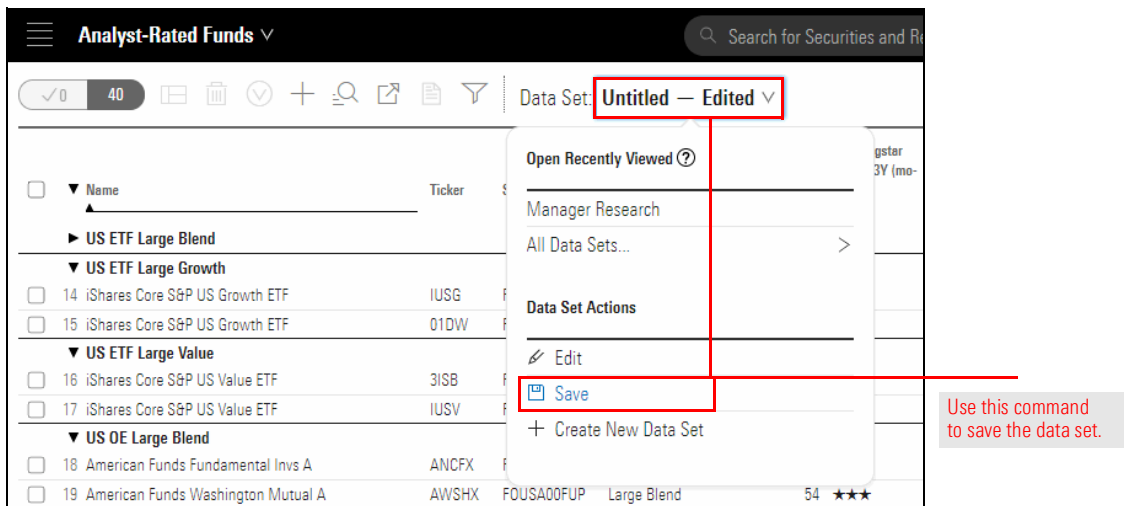 Analyst-Rated Funds
Search for Securities and Re
0 40 Data Set: Untitled — Edited
Name Ticker S
gstar
3Y (mo-
Open Recently Viewed ?
Manager Research
All Data Sets...
Data Set Actions
Edit
Save
Create New Data Set
US ETF Large Blend
US ETF Large Growth
14 iShares Core S&P US Growth ETF IUSG F
15 iShares Core S&P US Growth ETF 01DW F
US ETF Large Value
16 iShares Core S&P US Value ETF 3ISB F
17 iShares Core S&P US Value ETF IUSV F
US OE Large Blend
18 American Funds Fundamental Invs A ANCFX F
19 American Funds Washington Mutual A AWSHX FOUSA00FUP Large Blend 54 ★★★
Use this command
to save the data set.